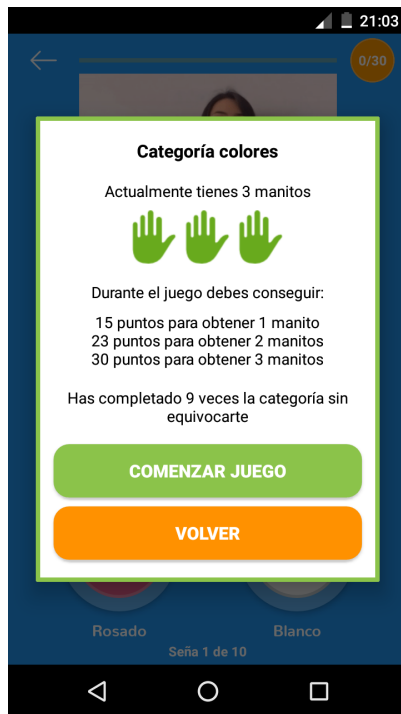 21:03
0/30
Categoría colores
Actualmente tienes 3 manitos
Durante el juego debes conseguir:
15 puntos para obtener 1 manito
23 puntos para obtener 2 manitos
30 puntos para obtener 3 manitos
Has completado 9 veces la categoría sin
equivocarte
COMENZAR JUEGO
VOLVER
Rosado
Blanco
Seña 1 de 10